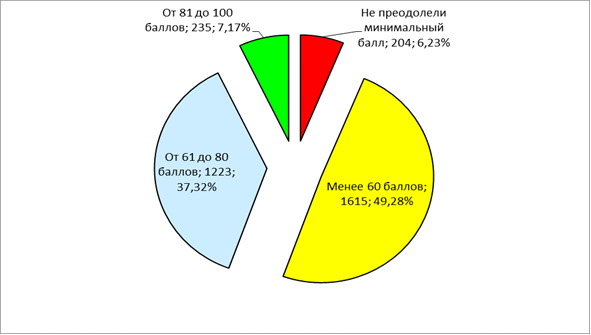 От 81 до 100
баллов; 235; 7,17%
Не преодолели
минимальный
балл; 204; 6,23%
От 61 до 80
баллов; 1223;
37,32%
Менее 60 баллов;
1615; 49,28%